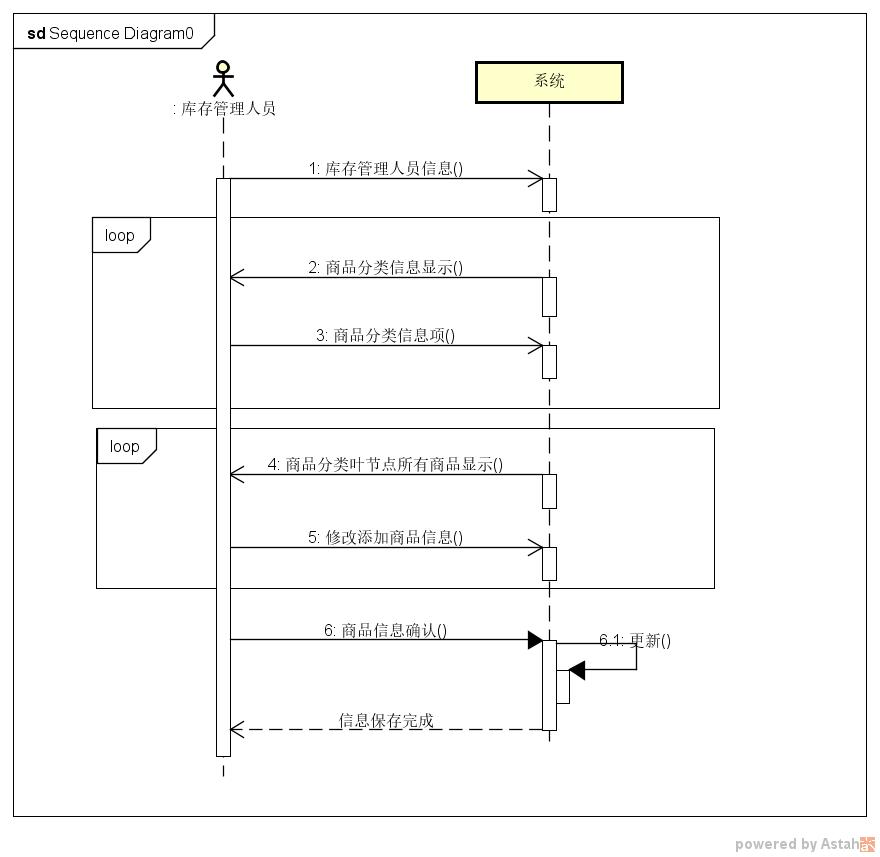 sd Sequence Diagram0
: 库存管理人员
系统
1: 库存管理人员信息()
loop
2: 商品分类信息显示()
3: 商品分类信息项()
loop
4: 商品分类叶节点所有商品显示()
5: 修改添加商品信息()
6: 商品信息确认()
6.1: 更新()
信息保存完成
powered by Astah